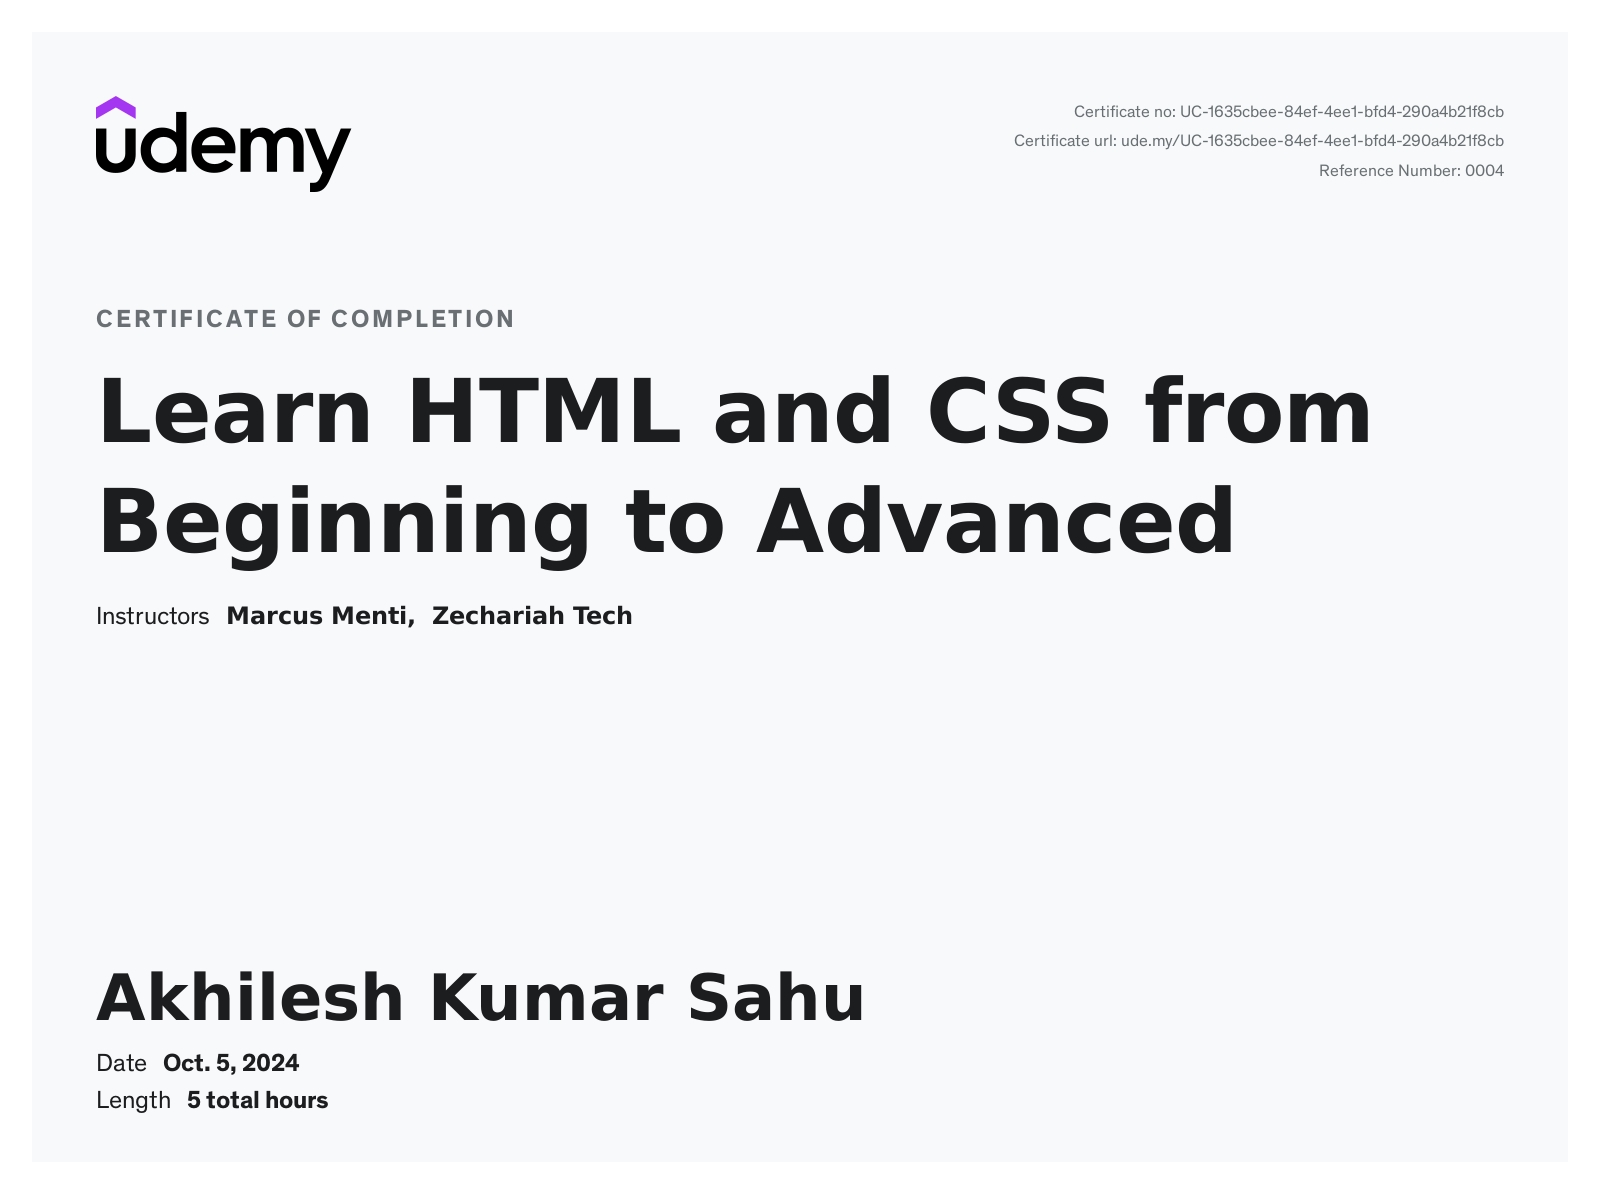 udemy
Certificate no: UC-1635cbee-84ef-4ee1-bfd4-290a4b21f8cb
Certificate url: ude.my/UC-1635cbee-84ef-4ee1-bfd4-290a4b21f8cb
Reference Number: 0004
CERTIFICATE OF COMPLETION
Learn HTML and CSS from
Beginning to Advanced
Instructors Marcus Menti, Zechariah Tech
Akhilesh Kumar Sahu
Date Oct. 5, 2024
Length 5 total hours